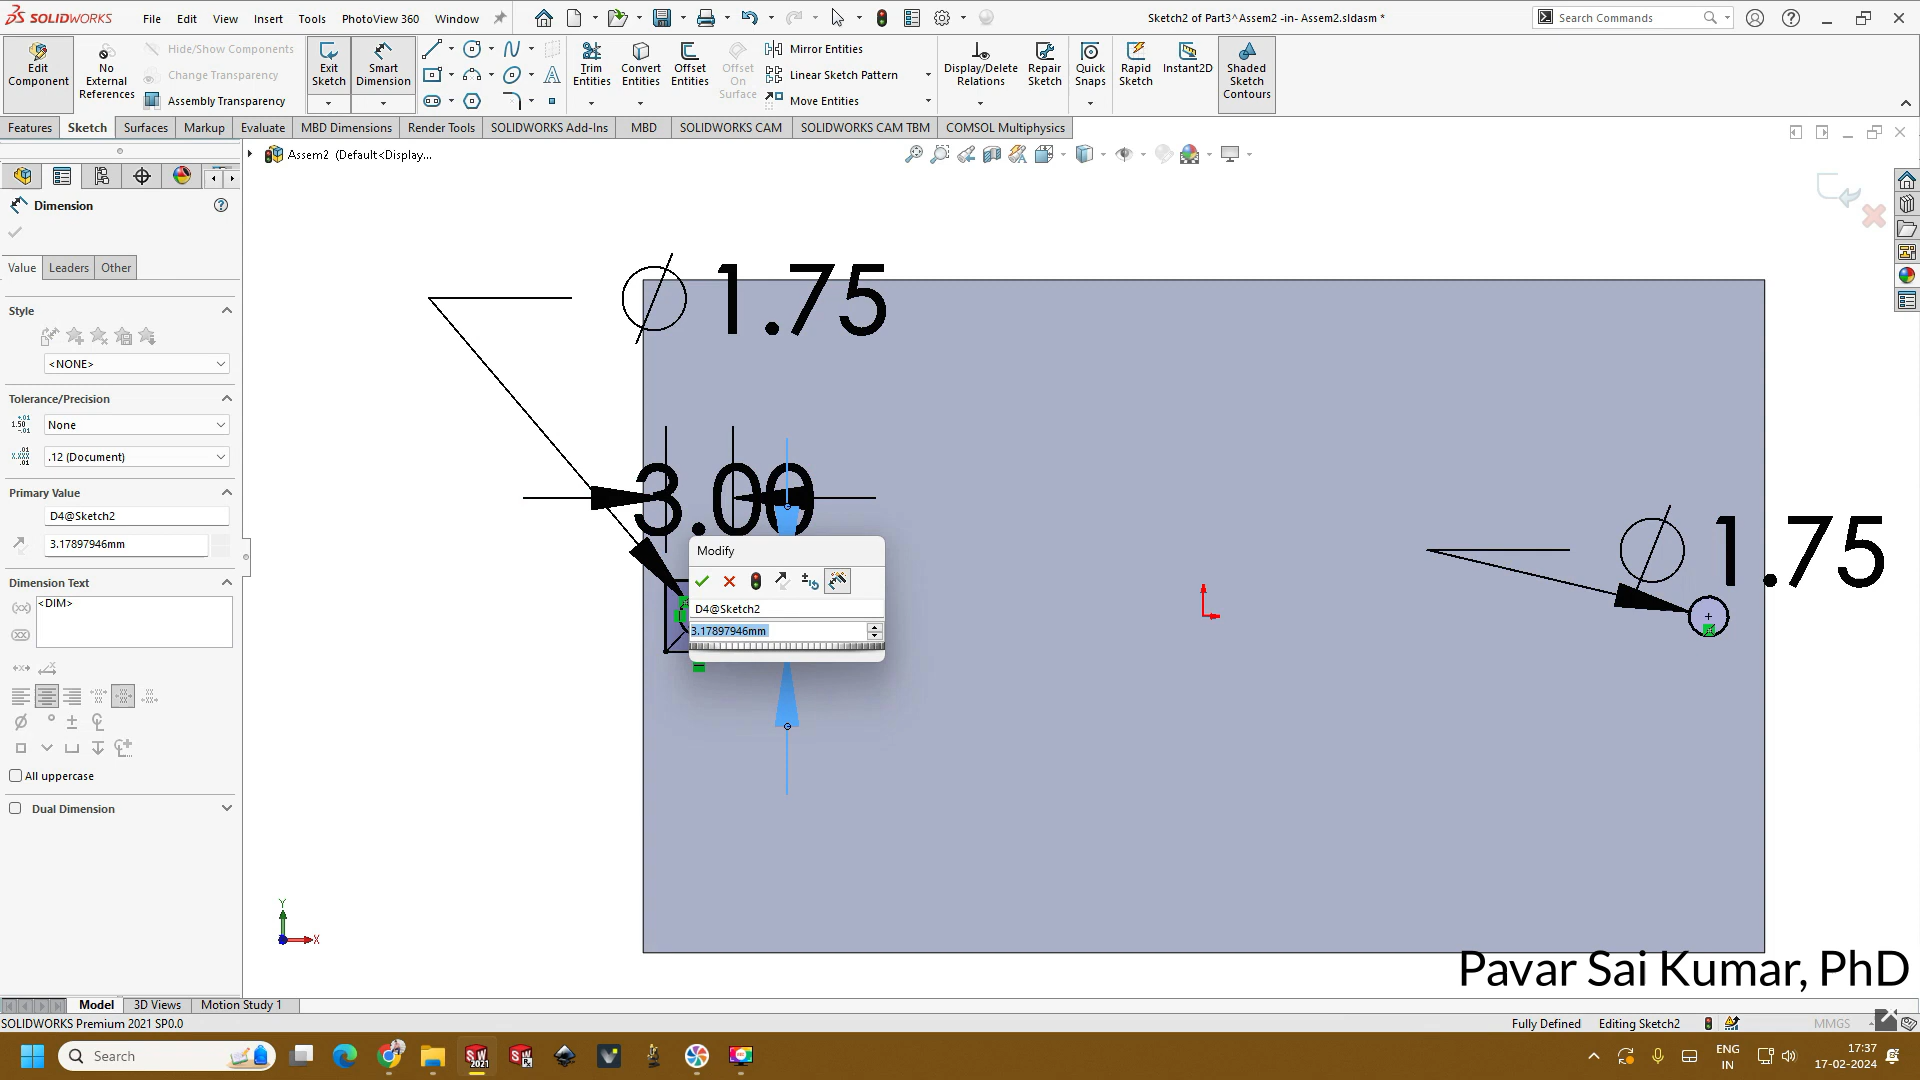 SOLIDWORKS
File Edit View Insert Tools PhotoView 360 Window
Sketch2 of Part3^Assem2 -in- Assem2.sldasm *
Search Commands
Edit Component
No External References
Hide/Show Components
Change Transparency
Assembly Transparency
Exit Sketch
Smart Dimension
Trim Entities
Convert Entities
Offset Entities
Offset On Surface
Mirror Entities
Linear Sketch Pattern
Move Entities
Display/Delete Relations
Repair Sketch
Quick Snaps
Rapid Sketch
Instant2D
Shaded Sketch Contours
Features Sketch Surfaces Markup Evaluate MBD Dimensions Render Tools SOLIDWORKS Add-Ins MBD SOLIDWORKS CAM SOLIDWORKS CAM TBM COMSOL Multiphysics
Assem2 (Default<Display...
Dimension
Value Leaders Other
Style
<NONE>
Tolerance/Precision
None
.12 (Document)
Primary Value
D4@Sketch2
3.17897946mm
Dimension Text
<DIM>
All uppercase
Dual Dimension
1.75
3.00
1.75
Modify
D4@Sketch2
3.17897946mm
Y
X
Pavar Sai Kumar, PhD
Model 3D Views Motion Study 1
SOLIDWORKS Premium 2021 SP0.0
Fully Defined Editing Sketch2 MMGS
Search
ENG
IN
17:37
17-02-2024